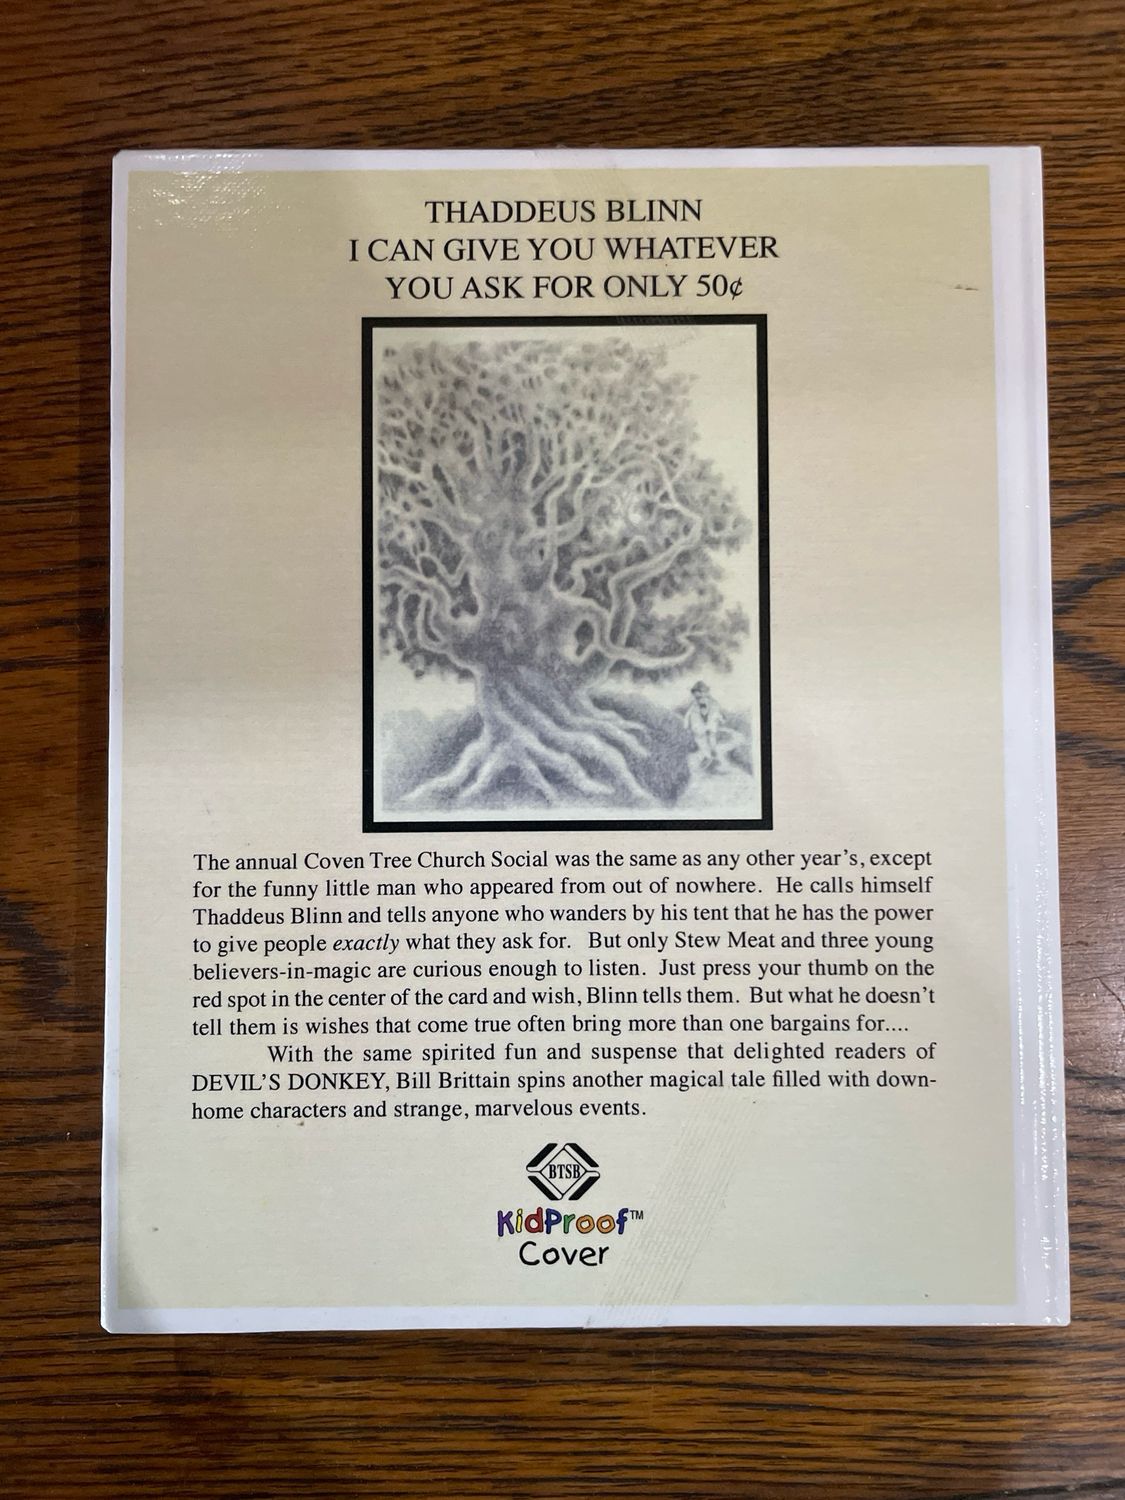 THADDEUS BLINN
I CAN GIVE YOU WHATEVER
YOU ASK FOR ONLY 50¢
The annual Coven Tree Church Social was the same as any other year's, except
for the funny little man who appeared from out of nowhere. He calls himself
Thaddeus Blinn and tells anyone who wanders by his tent that he has the power
to give people exactly what they ask for. But only Stew Meat and three young
believers-in-magic are curious enough to listen. Just press your thumb on the
red spot in the center of the card and wish, Blinn tells them. But what he doesn't
tell them is wishes that come true often bring more than one bargains for....
With the same spirited fun and suspense that delighted readers of
DEVIL'S DONKEY, Bill Brittain spins another magical tale filled with down-
home characters and strange, marvelous events.
BTSB
KidProof™
Cover